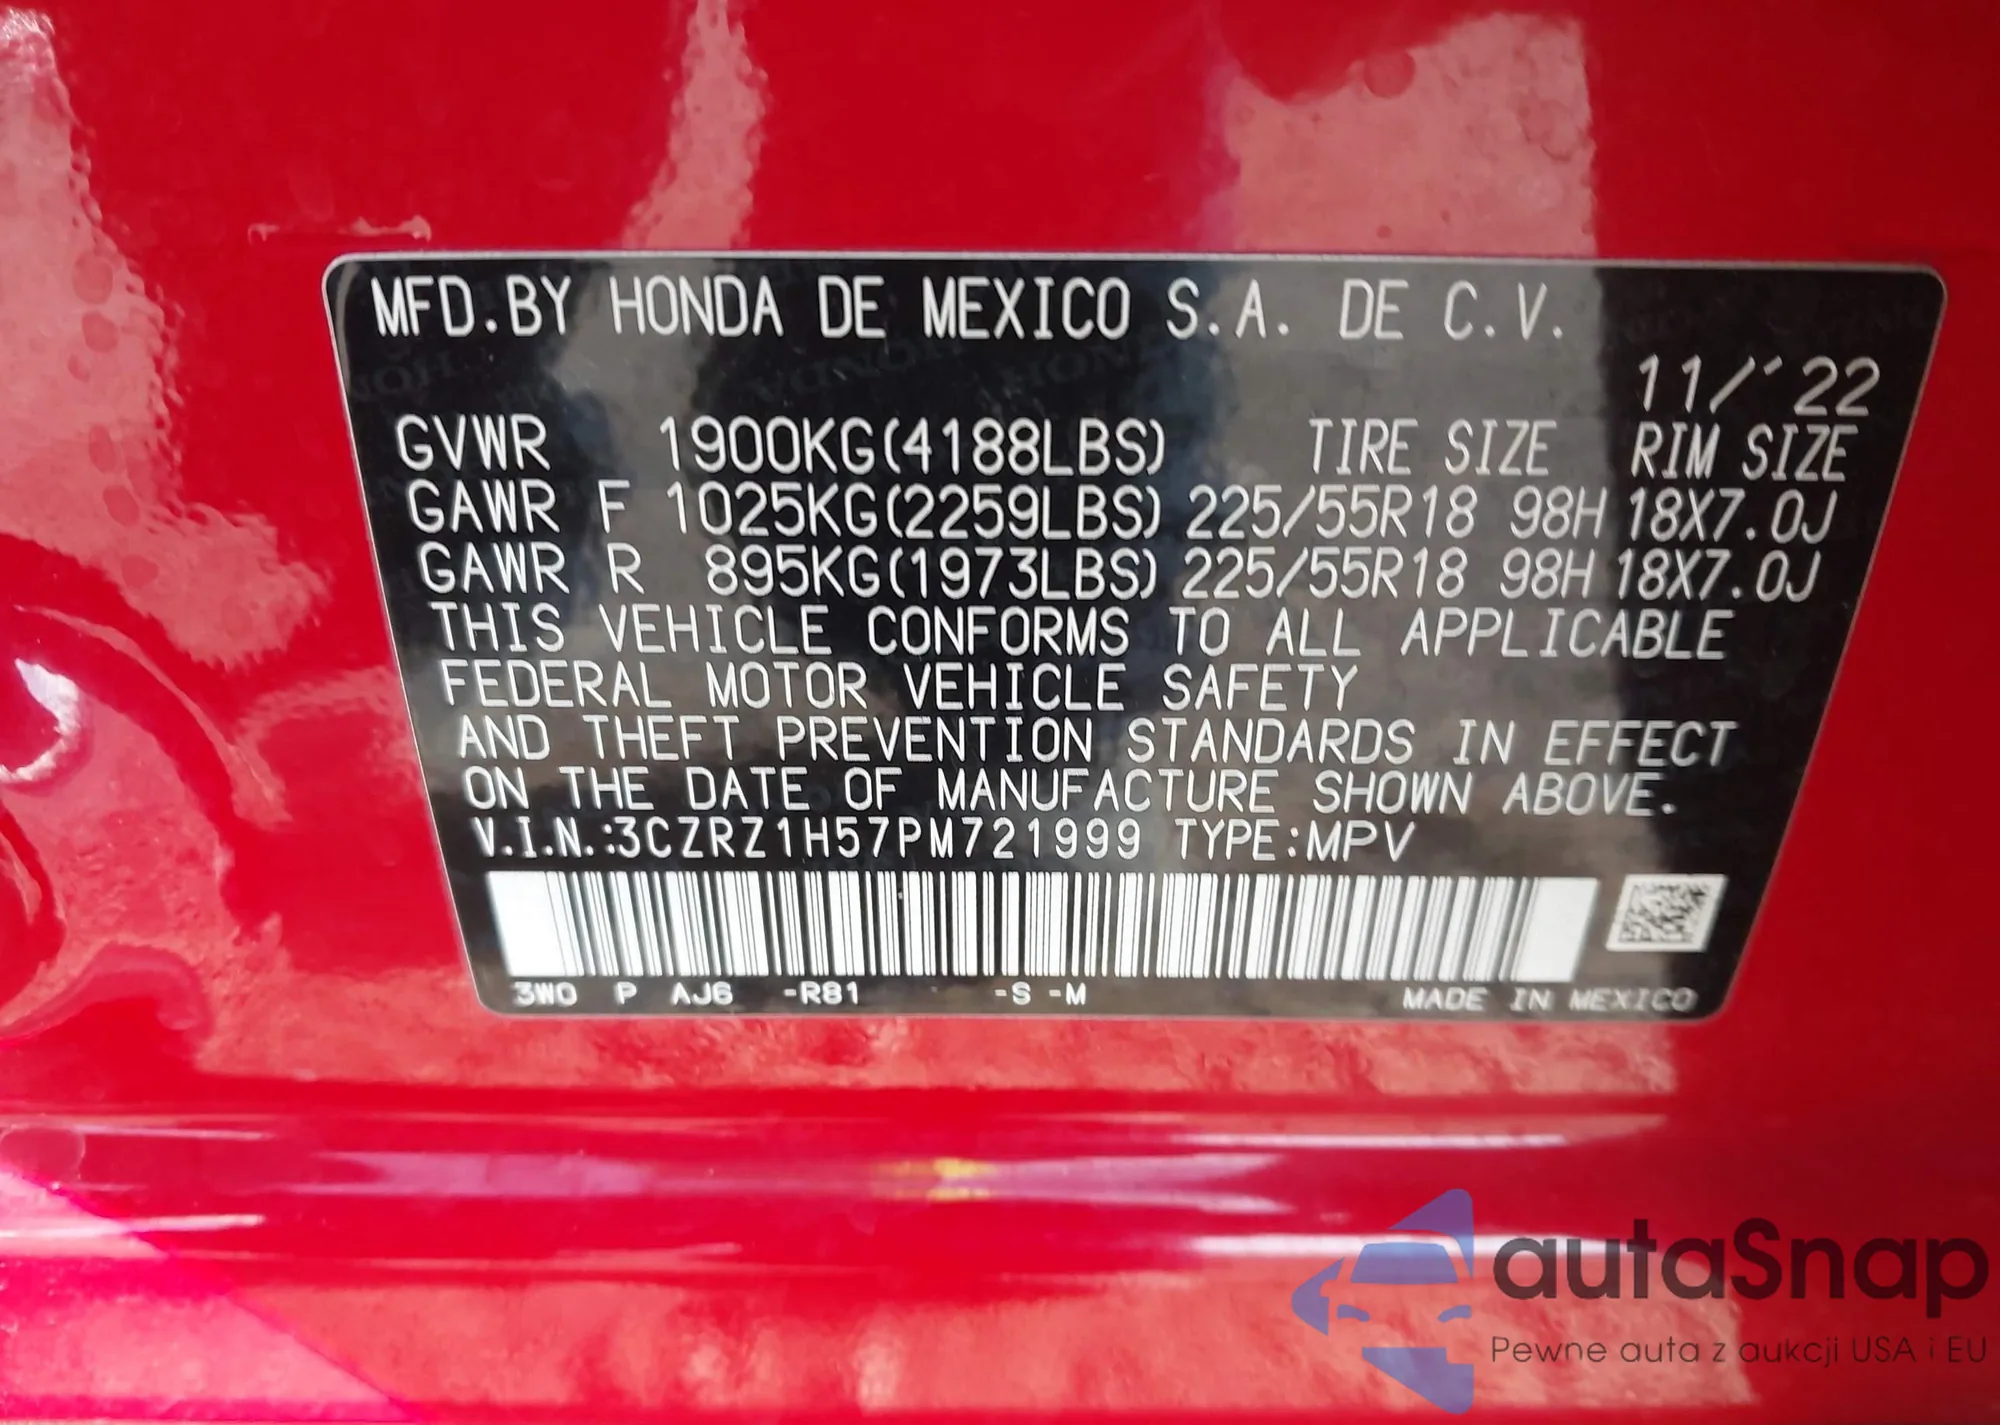 MFD.BY HONDA DE MEXICO S.A. DE C.V.
11/'22
GVWR 1900KG(4188LBS) TIRE SIZE RIM SIZE
GAWR F 1025KG(2259LBS) 225/55R18 98H 18X7.0J
GAWR R 895KG(1973LBS) 225/55R18 98H 18X7.0J
THIS VEHICLE CONFORMS TO ALL APPLICABLE
FEDERAL MOTOR VEHICLE SAFETY
AND THEFT PREVENTION STANDARDS IN EFFECT
ON THE DATE OF MANUFACTURE SHOWN ABOVE.
V.I.N.:3CZRZ1H57PM721999 TYPE:MPV
3W0 P AJ6 -R81 -S -M MADE IN MEXICO
autaSnap
Pewne auta z aukcji USA i EU